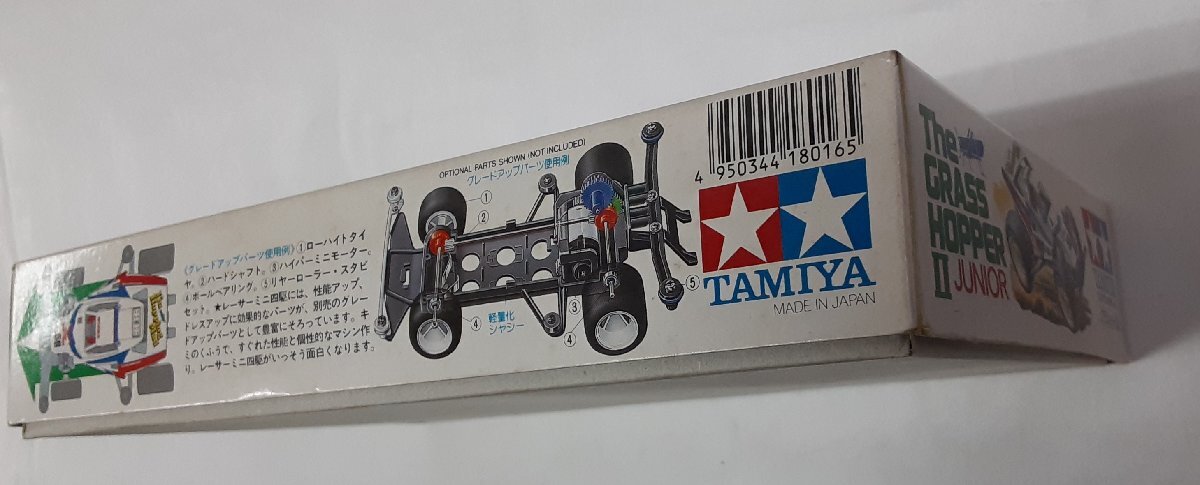 《グレードアップパーツ使用例》①ローハイトタイ
ヤ。②ハードシャフト。③ハイパーミニモーター。
④ボールベアリング。⑤リヤーローラー・スタビ
セット。★レーサーミニ四駆には、性能アップ、
ドレスアップに効果的なパーツが、別売のグレー
ドアップパーツとして豊富にそろっています。キ
ミのくふうで、すぐれた性能と個性的なマシン作
り。レーサーミニ四駆がいっそう面白くなります。
OPTIONAL PARTS SHOWN (NOT INCLUDED)
グレードアップパーツ使用例
①
②
③
④
④
⑤
軽量化
シャシー
4 950344 180165
TAMIYA
MADE IN JAPAN
The
GRASS
HOPPER
II JUNIOR